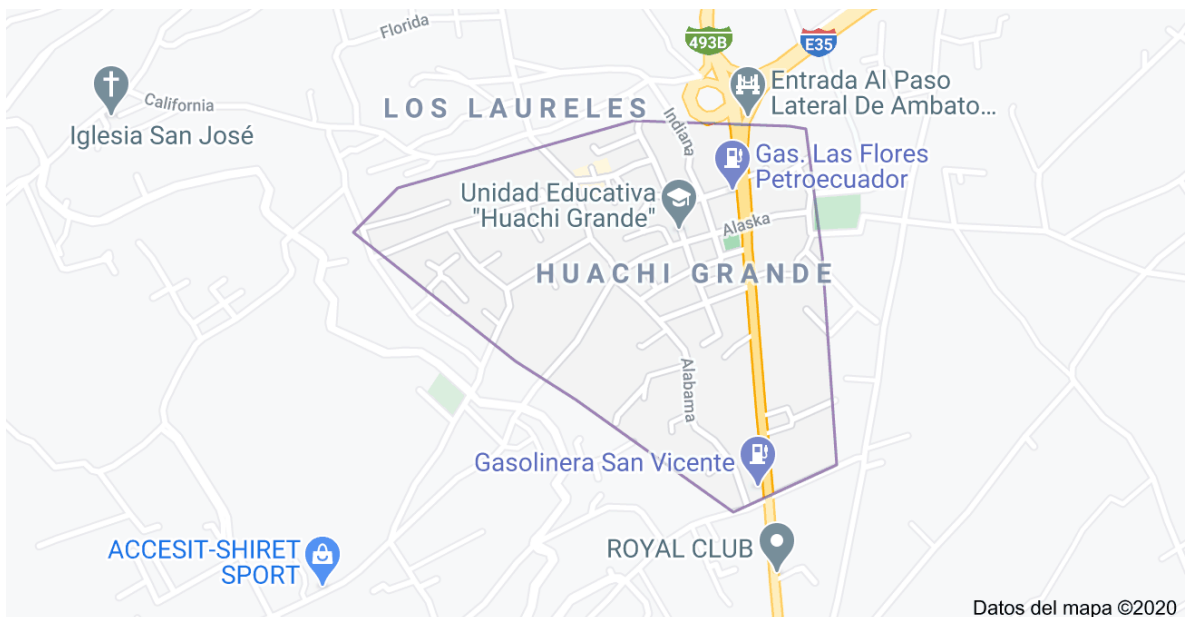 Florida
493B
E35
California
Iglesia San José
LOS LAURELES
Indiana
Entrada Al Paso
Lateral De Ambato...
Gas. Las Flores
Petroecuador
Unidad Educativa
"Huachi Grande"
Alaska
HUACHI GRANDE
Alabama
Gasolinera San Vicente
ACCESIT-SHIRET
SPORT
ROYAL CLUB
Datos del mapa ©2020